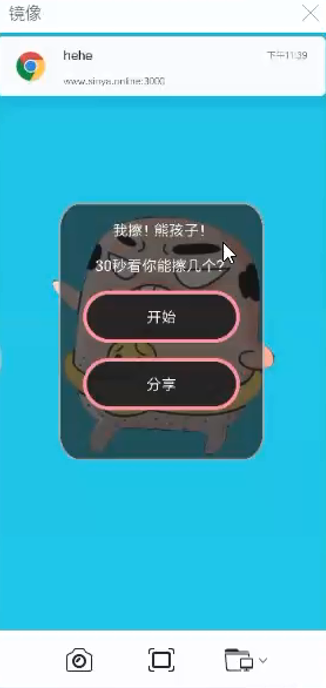 镜像
hehe
下午11:39
www.sinya.online:3000
我擦！熊孩子！
30秒看你能擦几个？
开始
分享